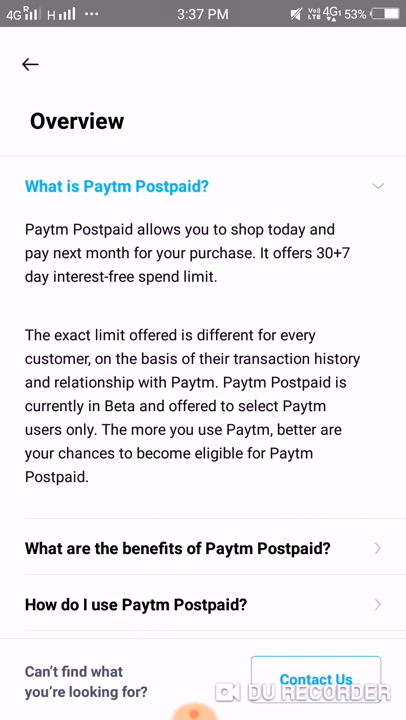 4G R H ••• 3:37 PM VoLTE 4G1 53%
Overview
What is Paytm Postpaid?
Paytm Postpaid allows you to shop today and
pay next month for your purchase. It offers 30+7
day interest-free spend limit.
The exact limit offered is different for every
customer, on the basis of their transaction history
and relationship with Paytm. Paytm Postpaid is
currently in Beta and offered to select Paytm
users only. The more you use Paytm, better are
your chances to become eligible for Paytm
Postpaid.
What are the benefits of Paytm Postpaid?
How do I use Paytm Postpaid?
Can't find what
you're looking for?
Contact Us
DU RECORDER